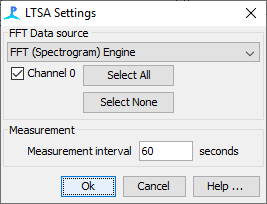 LTSA Settings
FFT Data source
FFT (Spectrogram) Engine
Channel 0
Select All
Select None
Measurement
Measurement interval 60 seconds
Ok Cancel Help ...